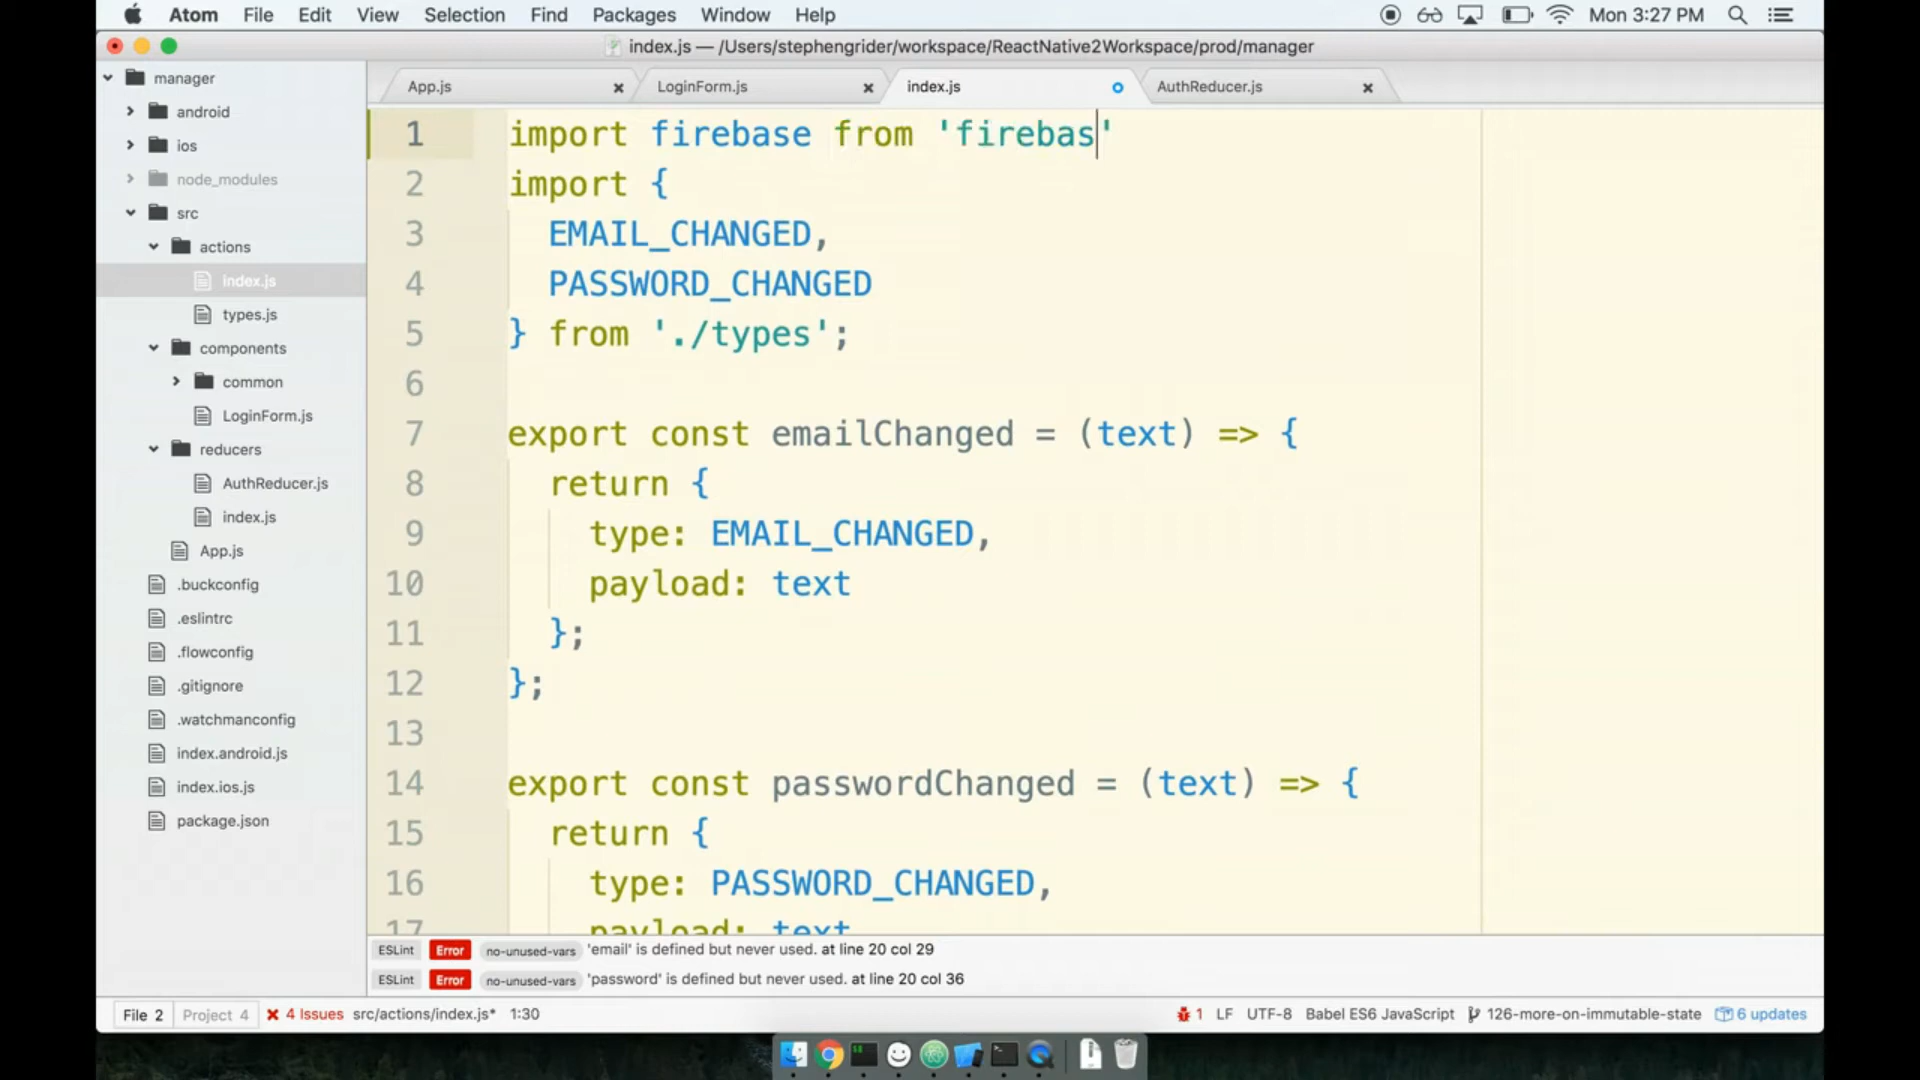 Atom File Edit View Selection Find Packages Window Help Mon 3:27 PM
index.js — /Users/stephengrider/workspace/ReactNative2Workspace/prod/manager
manager
android
ios
node_modules
src
actions
index.js
types.js
components
common
LoginForm.js
reducers
AuthReducer.js
index.js
App.js
.buckconfig
.eslintrc
.flowconfig
.gitignore
.watchmanconfig
index.android.js
index.ios.js
package.json
App.js LoginForm.js index.js AuthReducer.js
1 import firebase from 'firebas'
2 import {
3 EMAIL_CHANGED,
4 PASSWORD_CHANGED
5 } from './types';
6
7 export const emailChanged = (text) => {
8 return {
9 type: EMAIL_CHANGED,
10 payload: text
11 };
12 };
13
14 export const passwordChanged = (text) => {
15 return {
16 type: PASSWORD_CHANGED,
17 payload: text
ESLint Error no-unused-vars 'email' is defined but never used. at line 20 col 29
ESLint Error no-unused-vars 'password' is defined but never used. at line 20 col 36
File 2 Project 4 4 Issues src/actions/index.js* 1:30 1 LF UTF-8 Babel ES6 JavaScript 126-more-on-immutable-state 6 updates